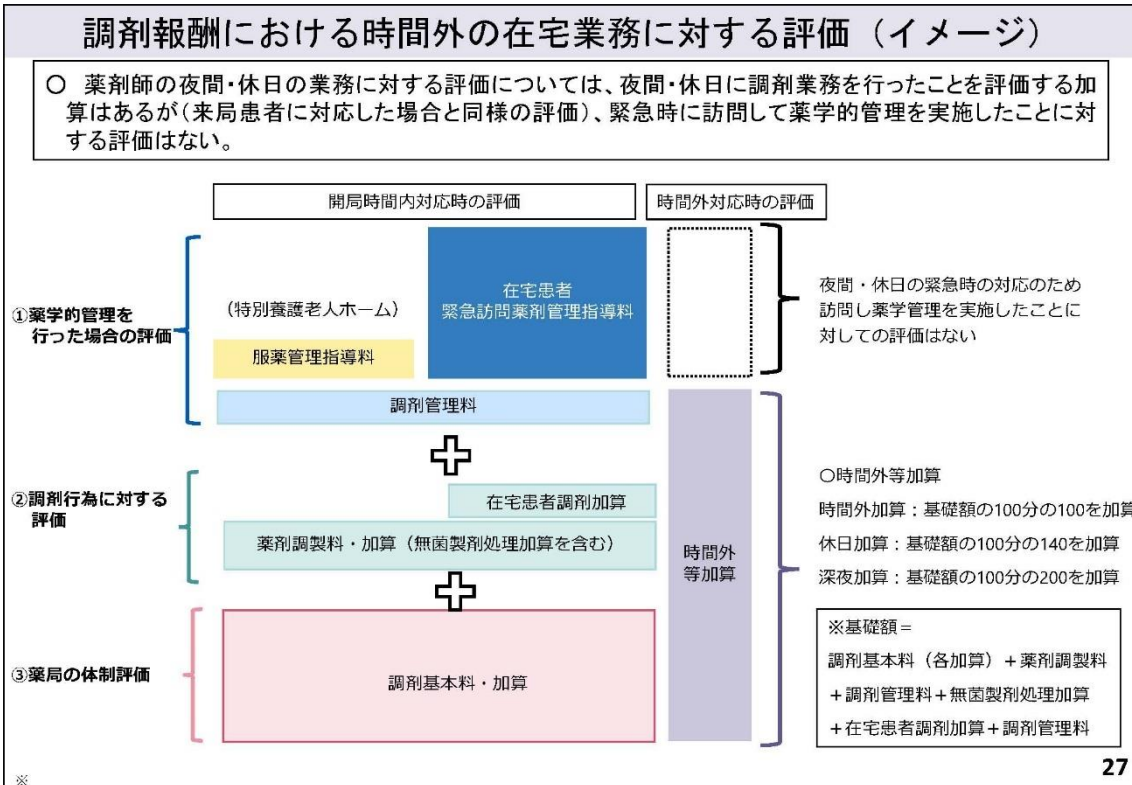 調剤報酬における時間外の在宅業務に対する評価（イメージ）
○ 薬剤師の夜間・休日の業務に対する評価については、夜間・休日に調剤業務を行ったことを評価する加
算はあるが（来局患者に対応した場合と同様の評価）、緊急時に訪問して薬学的管理を実施したことに対
する評価はない。
開局時間内対応時の評価
時間外対応時の評価
①薬学的管理を
行った場合の評価
（特別養護老人ホーム）
服薬管理指導料
在宅患者
緊急訪問薬剤管理指導料
調剤管理料
夜間・休日の緊急時の対応のため
訪問し薬学管理を実施したことに
対しての評価はない
②調剤行為に対する
評価
在宅患者調剤加算
薬剤調製料・加算（無菌製剤処理加算を含む）
③薬局の体制評価
調剤基本料・加算
時間外
等加算
〇時間外等加算
時間外加算：基礎額の100分の100を加算
休日加算：基礎額の100分の140を加算
深夜加算：基礎額の100分の200を加算
※基礎額＝
調剤基本料（各加算）＋薬剤調製料
＋調剤管理料＋無菌製剤処理加算
＋在宅患者調剤加算＋調剤管理料
※
27